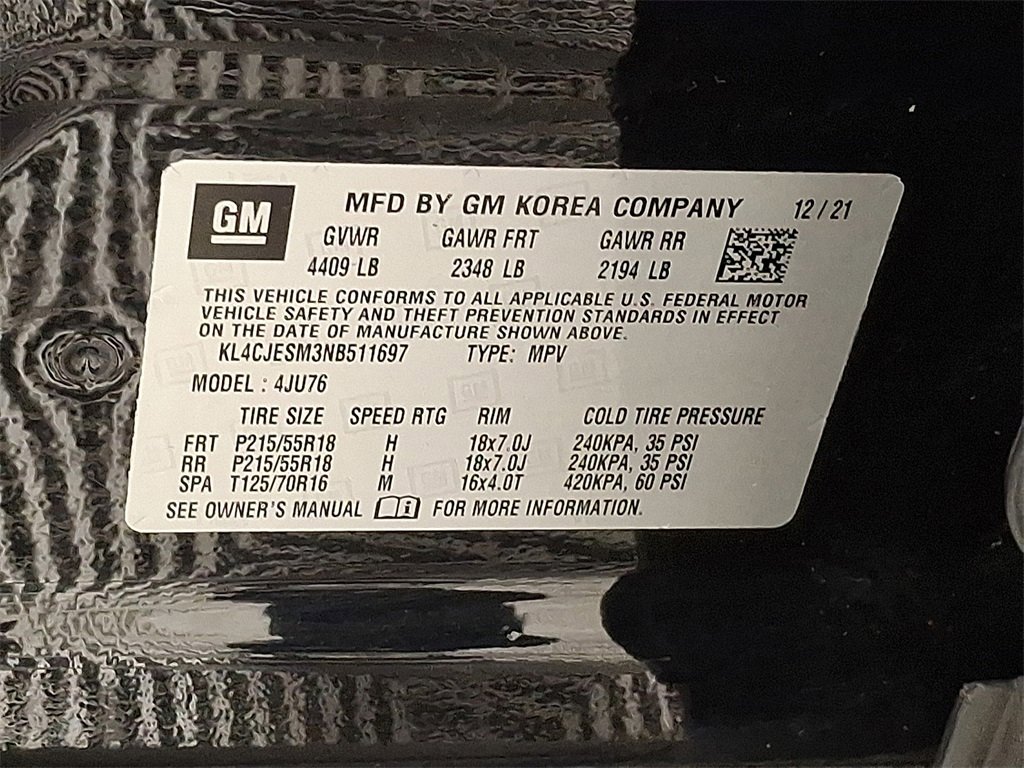 GM MFD BY GM KOREA COMPANY 12/21
GVWR GAWR FRT GAWR RR
4409 LB 2348 LB 2194 LB
THIS VEHICLE CONFORMS TO ALL APPLICABLE U.S. FEDERAL MOTOR
VEHICLE SAFETY AND THEFT PREVENTION STANDARDS IN EFFECT
ON THE DATE OF MANUFACTURE SHOWN ABOVE.
KL4CJESM3NB511697 TYPE: MPV
MODEL : 4JU76
TIRE SIZE SPEED RTG RIM COLD TIRE PRESSURE
FRT P215/55R18 H 18x7.0J 240KPA, 35 PSI
RR P215/55R18 H 18x7.0J 240KPA, 35 PSI
SPA T125/70R16 M 16x4.0T 420KPA, 60 PSI
SEE OWNER'S MANUAL i FOR MORE INFORMATION.